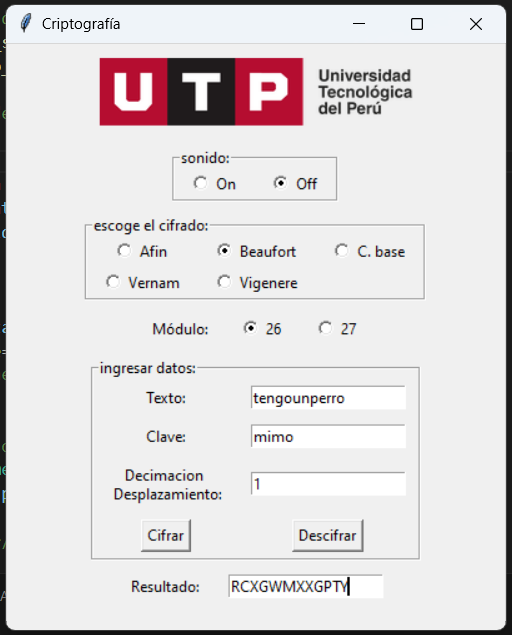 Criptografía
UTP
Universidad
Tecnológica
del Perú
sonido:
On Off
escoge el cifrado:
Afin Beaufort C. base
Vernam Vigenere
Módulo: 26 27
ingresar datos:
Texto: tengounperro
Clave: mimo
Decimacion
Desplazamiento: 1
Cifrar Descifrar
Resultado: RCXGWMXXGPTY